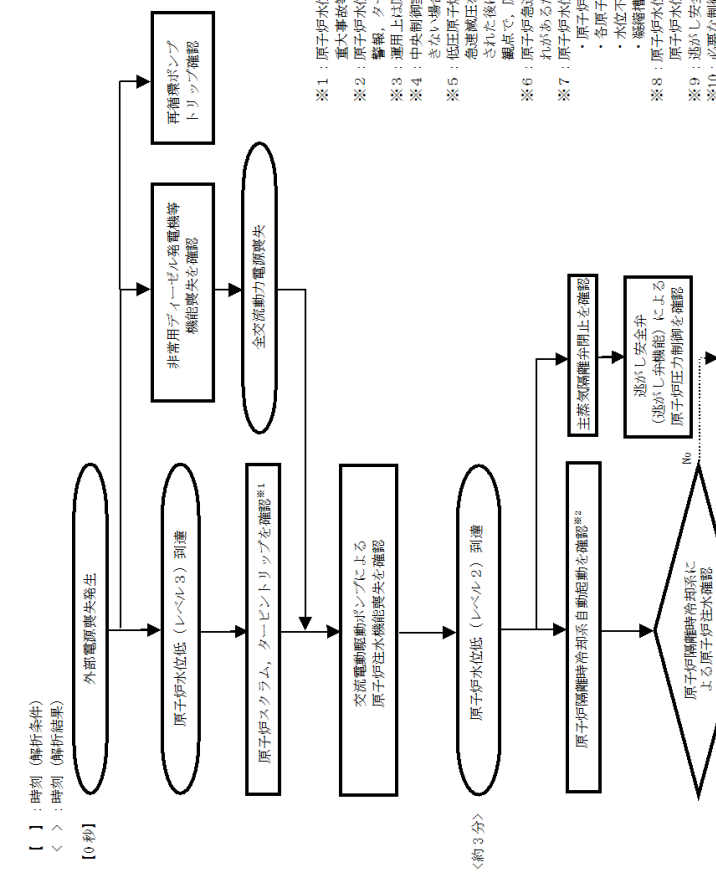 【　】：時刻（解析条件）
＜　＞：時刻（解析結果）
【0秒】
外部電源喪失発生
再循環ポンプ
トリップ確認
非常用ディーゼル発電機等
機能喪失を確認
全交流動力電源喪失
原子炉水位低（レベル３）到達
原子炉スクラム，タービントリップを確認※1
交流電動駆動ポンプによる
原子炉注水機能喪失を確認
<約３分>
原子炉水位低（レベル２）到達
主蒸気隔離弁閉止を確認
逃がし安全弁
（逃がし弁機能）による
原子炉圧力制御を確認
原子炉隔離時冷却系自動起動を確認※2
No
原子炉隔離時冷却系に
よる原子炉注水確認
※１：原子炉水位
重大事故等
※２：原子炉水位
警報，ター
※３：運用上は
※４：中央制御
きない場合
※５：低圧原子炉
急速減圧を
された後に
観点で，
※６：原子炉急
れがあるた
※７：原子炉水位
・原子炉
・各原子
・水位不
・凝縮槽
※８：原子炉水位
原子炉水位
※９：逃がし安全
※10：必要な制御